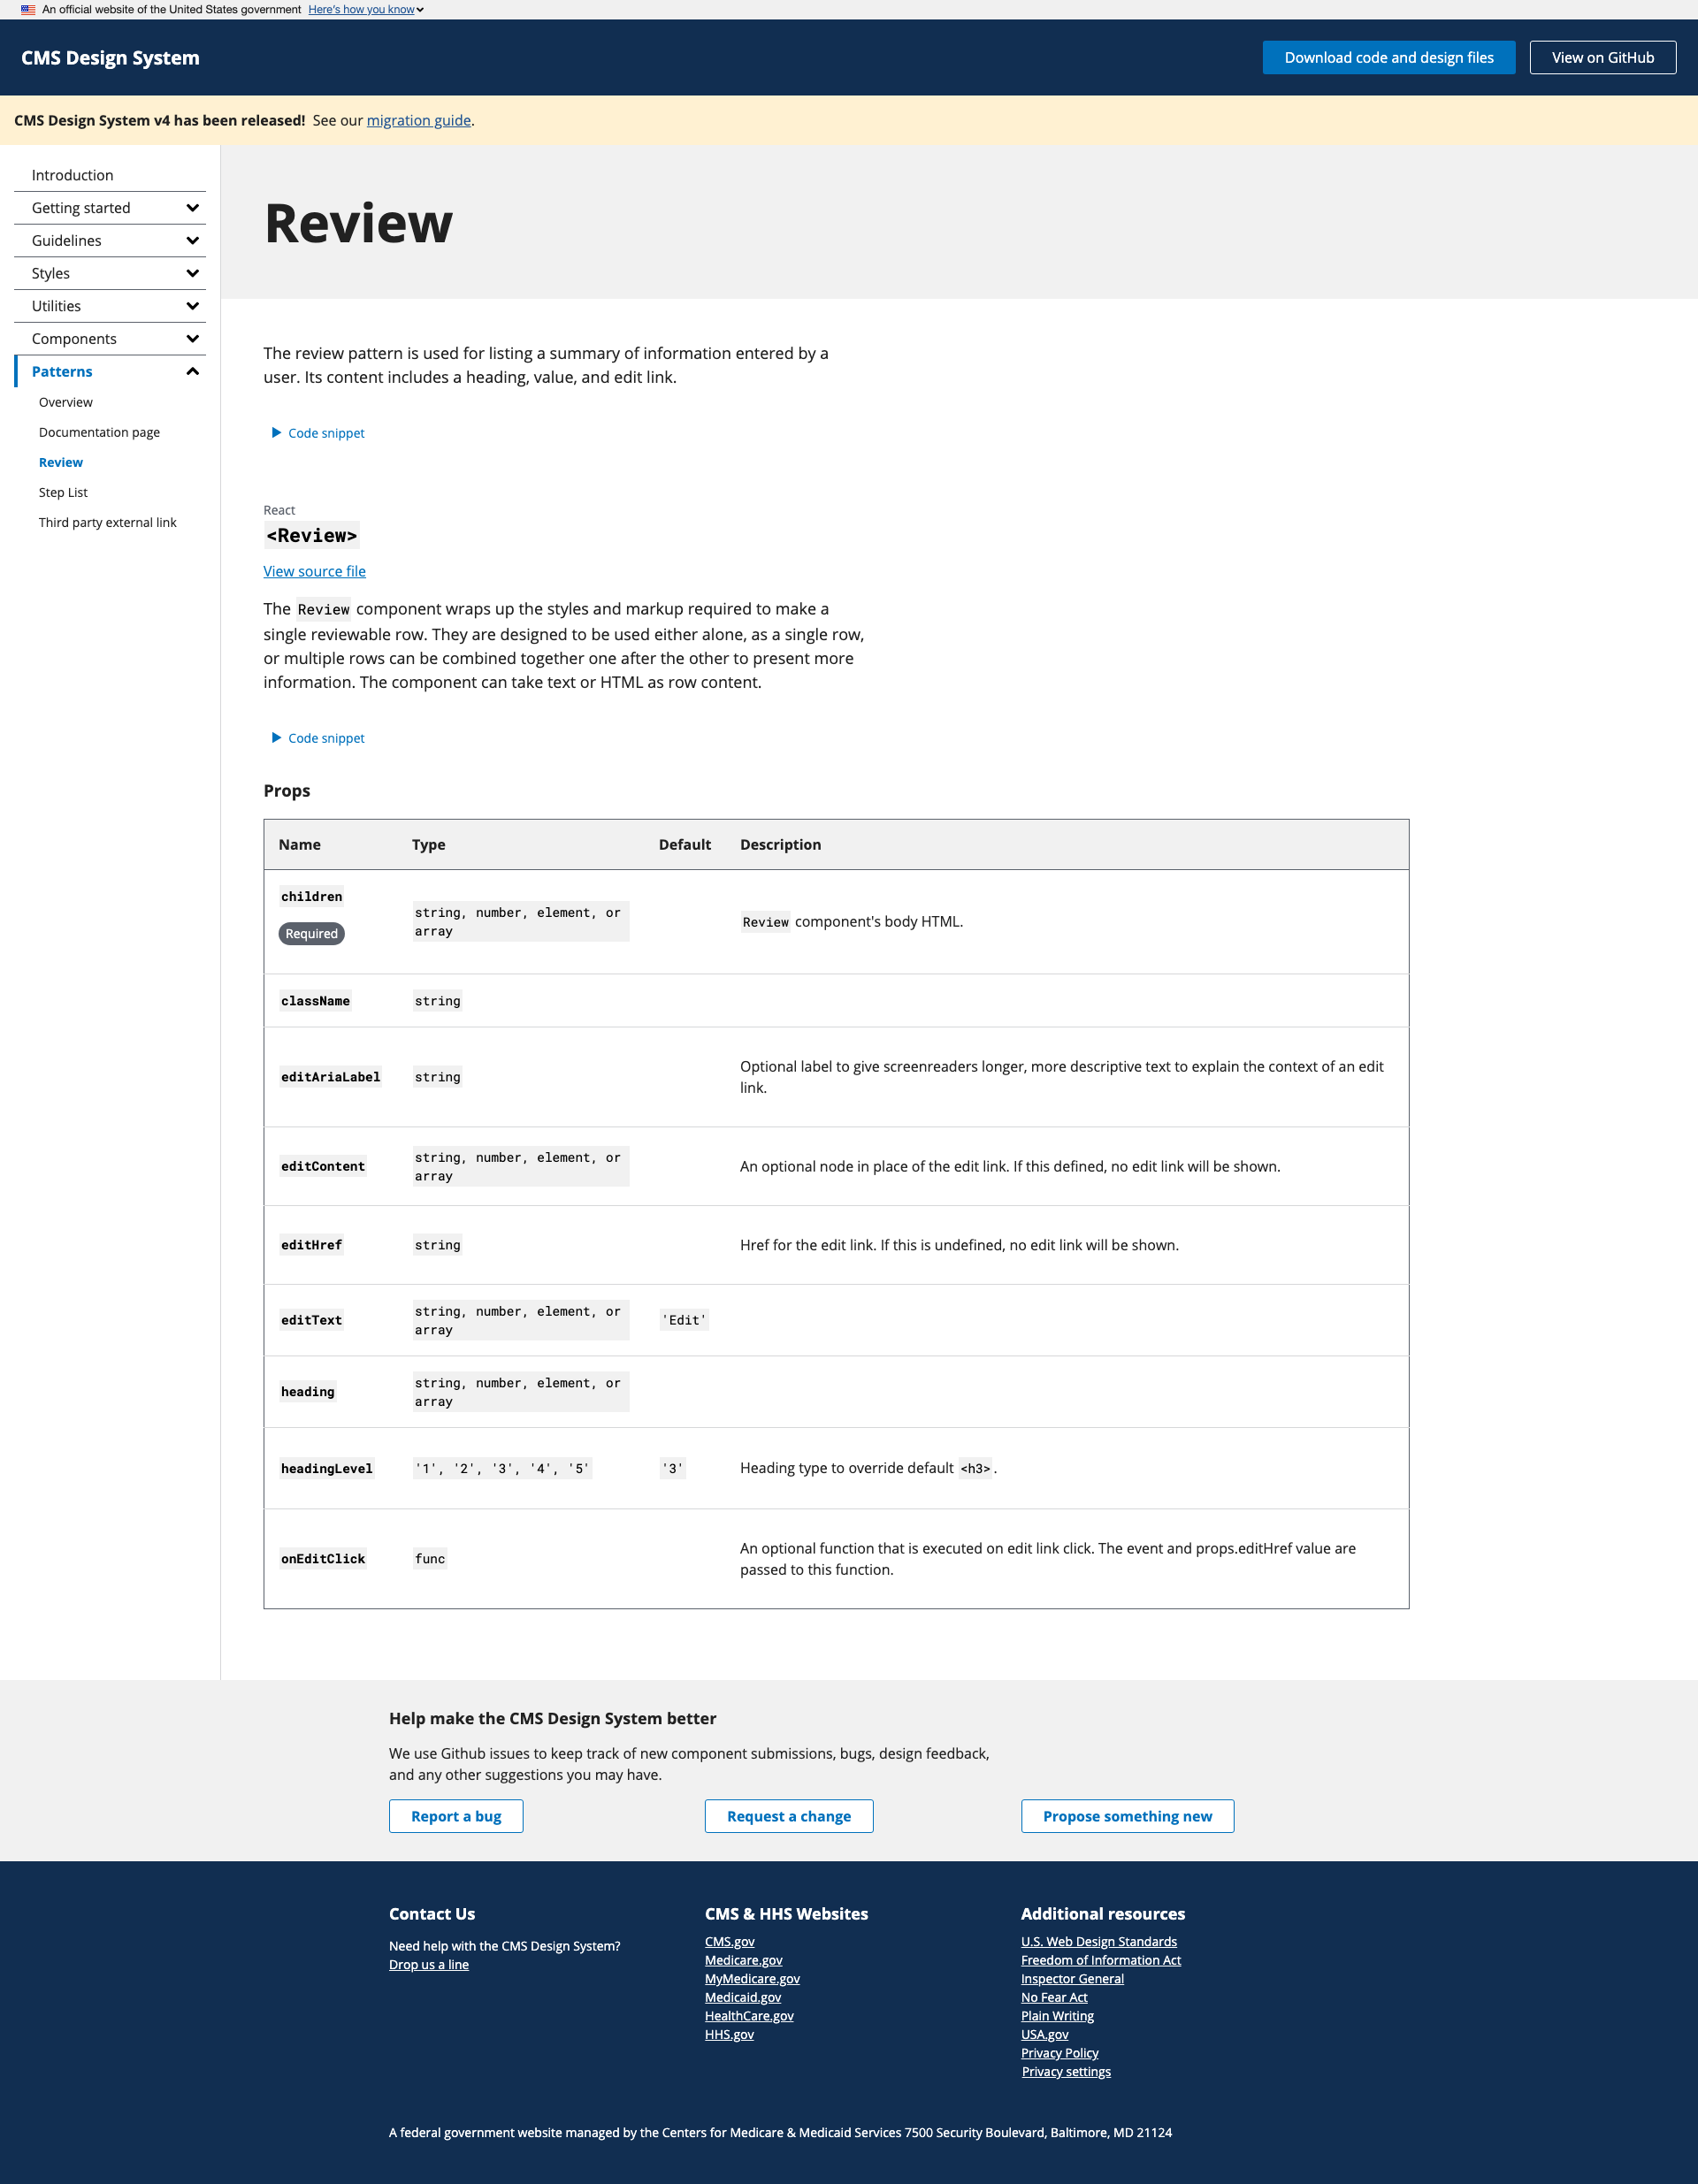 An official website of the United States government Here's how you know
CMS Design System
Download code and design files
View on GitHub
CMS Design System v4 has been released! See our migration guide.
Introduction
Getting started
Guidelines
Styles
Utilities
Components
Patterns
Overview
Documentation page
Review
Step List
Third party external link
Review
The review pattern is used for listing a summary of information entered by a
user. Its content includes a heading, value, and edit link.
Code snippet
React
<Review>
View source file
The Review component wraps up the styles and markup required to make a
single reviewable row. They are designed to be used either alone, as a single row,
or multiple rows can be combined together one after the other to present more
information. The component can take text or HTML as row content.
Code snippet
Props
Name Type Default Description
children
Required
string, number, element, or
array
Review component's body HTML.
className string
editAriaLabel string
Optional label to give screenreaders longer, more descriptive text to explain the context of an edit
link.
editContent
string, number, element, or
array
An optional node in place of the edit link. If this defined, no edit link will be shown.
editHref string Href for the edit link. If this is undefined, no edit link will be shown.
editText
string, number, element, or
array
'Edit'
heading
string, number, element, or
array
headingLevel '1', '2', '3', '4', '5' '3' Heading type to override default <h3>.
onEditClick func
An optional function that is executed on edit link click. The event and props.editHref value are
passed to this function.
Help make the CMS Design System better
We use Github issues to keep track of new component submissions, bugs, design feedback,
and any other suggestions you may have.
Report a bug
Request a change
Propose something new
Contact Us
Need help with the CMS Design System?
Drop us a line
CMS & HHS Websites
CMS.gov
Medicare.gov
MyMedicare.gov
Medicaid.gov
HealthCare.gov
HHS.gov
Additional resources
U.S. Web Design Standards
Freedom of Information Act
Inspector General
No Fear Act
Plain Writing
USA.gov
Privacy Policy
Privacy settings
A federal government website managed by the Centers for Medicare & Medicaid Services 7500 Security Boulevard, Baltimore, MD 21124